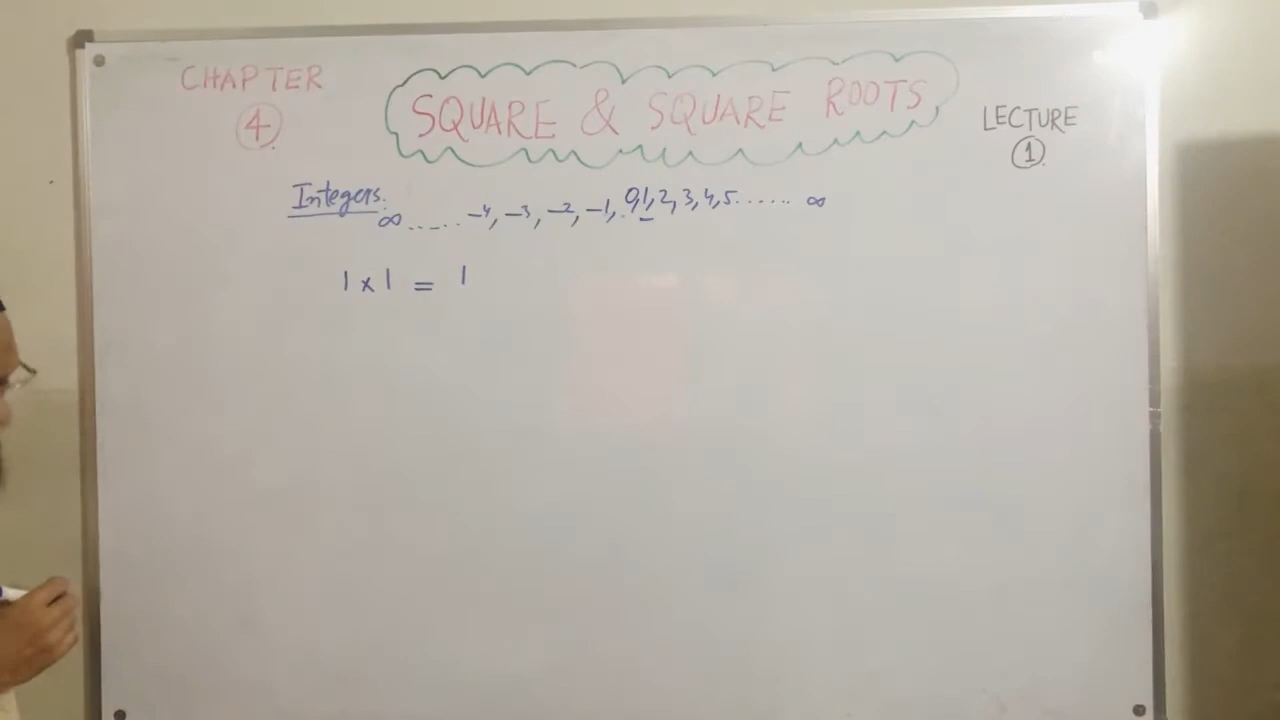 CHAPTER
4
SQUARE & SQUARE ROOTS
LECTURE
1
Integers.
∞ ...... -4, -3, -2, -1, 0, 1, 2, 3, 4, 5 ...... ∞
1 x 1 = 1